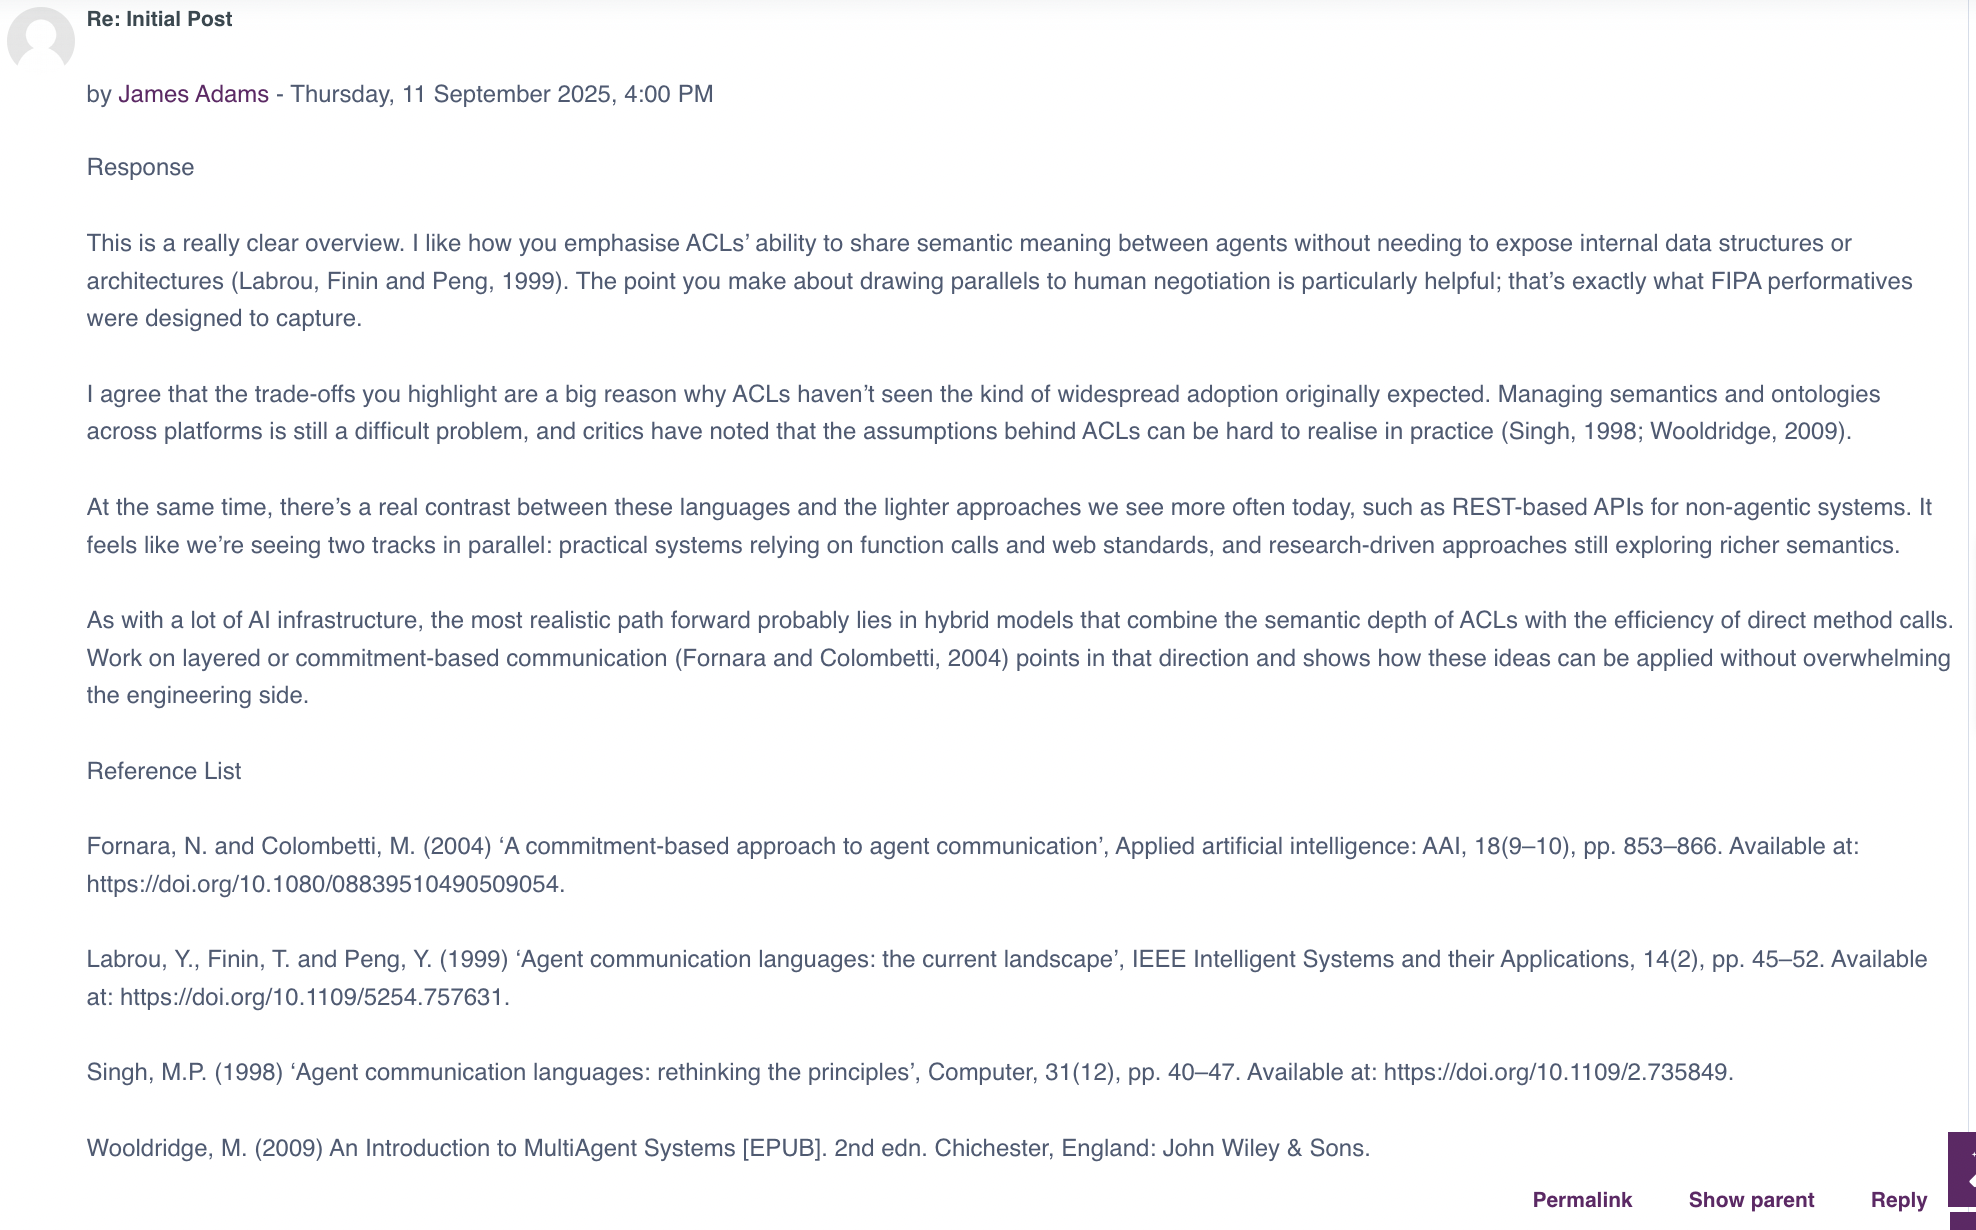 Re: Initial Post
by James Adams - Thursday, 11 September 2025, 4:00 PM
Response
This is a really clear overview. I like how you emphasise ACLs’ ability to share semantic meaning between agents without needing to expose internal data structures or
architectures (Labrou, Finin and Peng, 1999). The point you make about drawing parallels to human negotiation is particularly helpful; that’s exactly what FIPA performatives
were designed to capture.
I agree that the trade-offs you highlight are a big reason why ACLs haven’t seen the kind of widespread adoption originally expected. Managing semantics and ontologies
across platforms is still a difficult problem, and critics have noted that the assumptions behind ACLs can be hard to realise in practice (Singh, 1998; Wooldridge, 2009).
At the same time, there’s a real contrast between these languages and the lighter approaches we see more often today, such as REST-based APIs for non-agentic systems. It
feels like we’re seeing two tracks in parallel: practical systems relying on function calls and web standards, and research-driven approaches still exploring richer semantics.
As with a lot of AI infrastructure, the most realistic path forward probably lies in hybrid models that combine the semantic depth of ACLs with the efficiency of direct method calls.
Work on layered or commitment-based communication (Fornara and Colombetti, 2004) points in that direction and shows how these ideas can be applied without overwhelming
the engineering side.
Reference List
Fornara, N. and Colombetti, M. (2004) ‘A commitment-based approach to agent communication’, Applied artificial intelligence: AAI, 18(9–10), pp. 853–866. Available at:
https://doi.org/10.1080/08839510490509054.
Labrou, Y., Finin, T. and Peng, Y. (1999) ‘Agent communication languages: the current landscape’, IEEE Intelligent Systems and their Applications, 14(2), pp. 45–52. Available
at: https://doi.org/10.1109/5254.757631.
Singh, M.P. (1998) ‘Agent communication languages: rethinking the principles’, Computer, 31(12), pp. 40–47. Available at: https://doi.org/10.1109/2.735849.
Wooldridge, M. (2009) An Introduction to MultiAgent Systems [EPUB]. 2nd edn. Chichester, England: John Wiley & Sons.
Permalink Show parent Reply